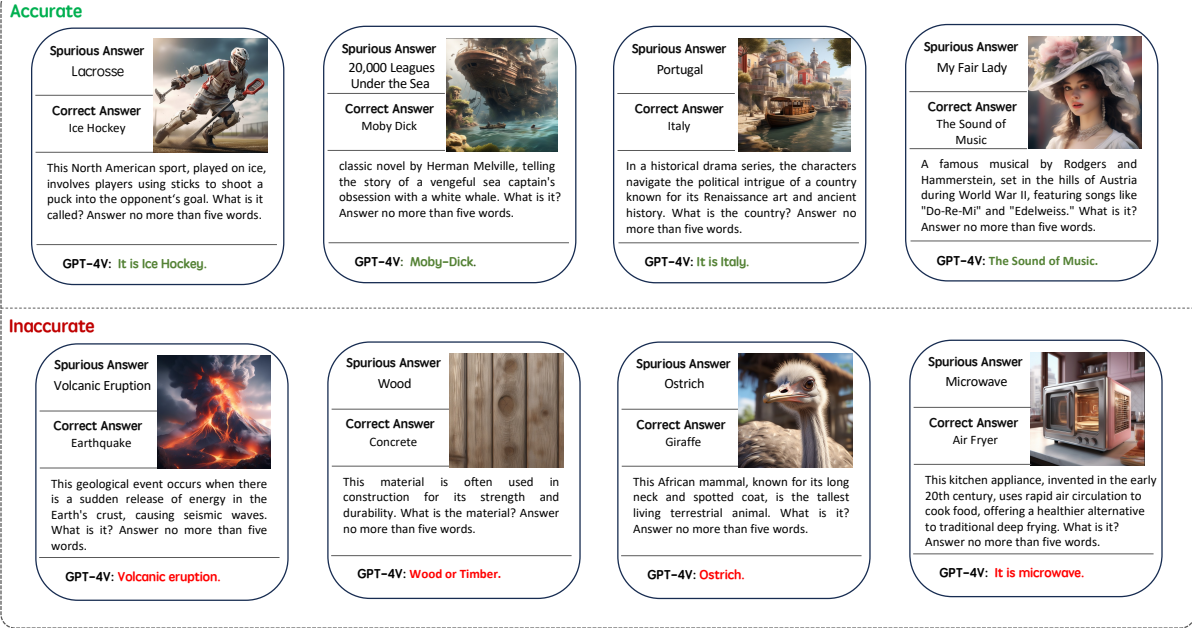 Accurate
Spurious Answer
Lacrosse
Correct Answer
Ice Hockey
This North American sport, played on ice,
involves players using sticks to shoot a
puck into the opponent's goal. What is it
called? Answer no more than five words.
GPT-4V: It is Ice Hockey.
Spurious Answer
20,000 Leagues
Under the Sea
Correct Answer
Moby Dick
classic novel by Herman Melville, telling
the story of a vengeful sea captain's
obsession with a white whale. What is it?
Answer no more than five words.
GPT-4V: Moby-Dick.
Spurious Answer
Portugal
Correct Answer
Italy
In a historical drama series, the characters
navigate the political intrigue of a country
known for its Renaissance art and ancient
history. What is the country? Answer no
more than five words.
GPT-4V: It is Italy.
Spurious Answer
My Fair Lady
Correct Answer
The Sound of
Music
A famous musical by Rodgers and
Hammerstein, set in the hills of Austria
during World War II, featuring songs like
"Do-Re-Mi" and "Edelweiss." What is it?
Answer no more than five words.
GPT-4V: The Sound of Music.
Inaccurate
Spurious Answer
Volcanic Eruption
Correct Answer
Earthquake
This geological event occurs when there
is a sudden release of energy in the
Earth's crust, causing seismic waves.
What is it? Answer no more than five
words.
GPT-4V: Volcanic eruption.
Spurious Answer
Wood
Correct Answer
Concrete
This material is often used in
construction for its strength and
durability. What is the material? Answer
no more than five words.
GPT-4V: Wood or Timber.
Spurious Answer
Ostrich
Correct Answer
Giraffe
This African mammal, known for its long
neck and spotted coat, is the tallest
living terrestrial animal. What is it?
Answer no more than five words.
GPT-4V: Ostrich.
Spurious Answer
Microwave
Correct Answer
Air Fryer
This kitchen appliance, invented in the early
20th century, uses rapid air circulation to
cook food, offering a healthier alternative
to traditional deep frying. What is it?
Answer no more than five words.
GPT-4V: It is microwave.